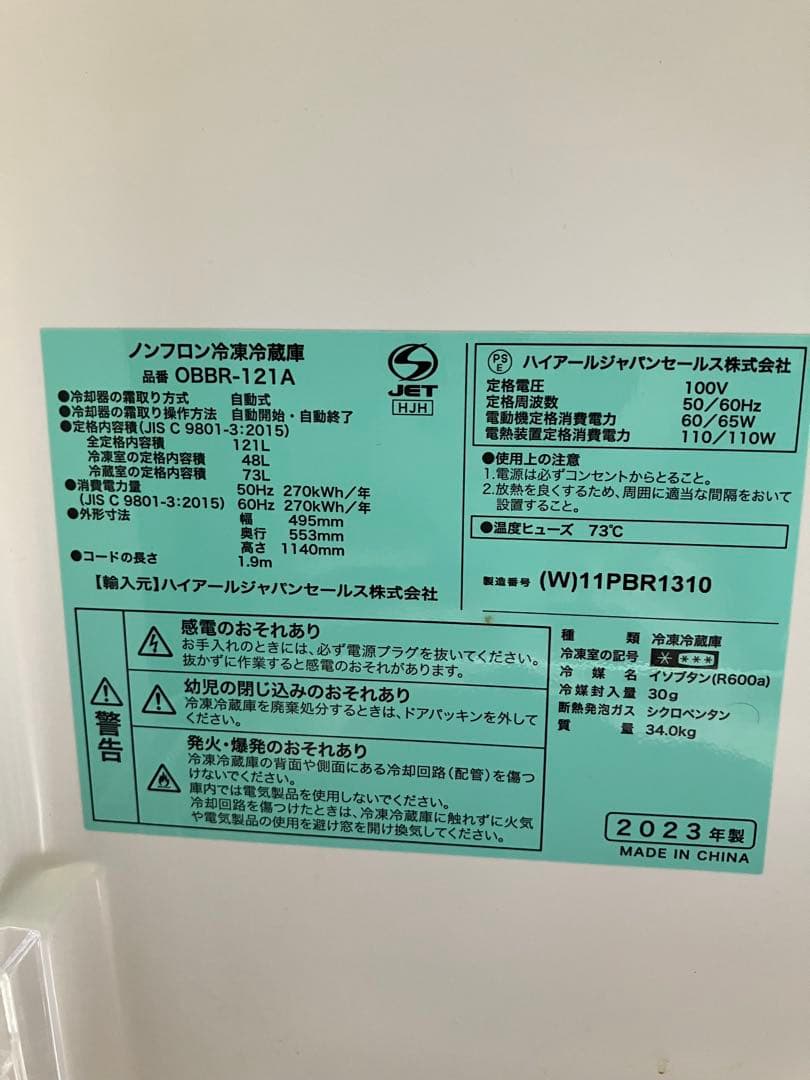 ノンフロン冷凍冷蔵庫
品番 OBBR-121A
JET
HJH
●冷却器の霜取り方式 自動式
●冷却器の霜取り操作方法 自動開始・自動終了
●定格内容積(JIS C 9801-3:2015)
全定格内容積 121L
冷凍室の定格内容積 48L
冷蔵室の定格内容積 73L
●消費電力量 50Hz 270kWh/年
(JIS C 9801-3:2015) 60Hz 270kWh/年
●外形寸法 幅 495mm
奥行 553mm
高さ 1140mm
●コードの長さ 1.9m
【輸入元】ハイアールジャパンセールス株式会社
PSE ハイアールジャパンセールス株式会社
定格電圧 100V
定格周波数 50/60Hz
電動機定格消費電力 60/65W
電熱装置定格消費電力 110/110W
●使用上の注意
1.電源は必ずコンセントからとること。
2.放熱を良くするため、周囲に適当な間隔をおいて
設置すること。
●温度ヒューズ 73℃
製造番号 (W)11PBR1310
種類 冷凍冷蔵庫
冷凍室の記号 * ***
冷媒名 イソブタン(R600a)
冷媒封入量 30g
断熱発泡ガス シクロペンタン
質量 34.0kg
2023年製
MADE IN CHINA
警告
感電のおそれあり
お手入れのときには、必ず電源プラグを抜いてください。
抜かずに作業すると感電のおそれがあります。
幼児の閉じ込みのおそれあり
冷凍冷蔵庫を廃棄処分するときは、ドアパッキンを外して
ください。
発火・爆発のおそれあり
冷凍冷蔵庫の背面や側面にある冷却回路(配管)を傷つ
けないでください。
庫内では電気製品を使用しないでください。
冷却回路を傷つけたときは、冷凍冷蔵庫に触れずに火気
や電気製品の使用を避け窓を開け換気してください。